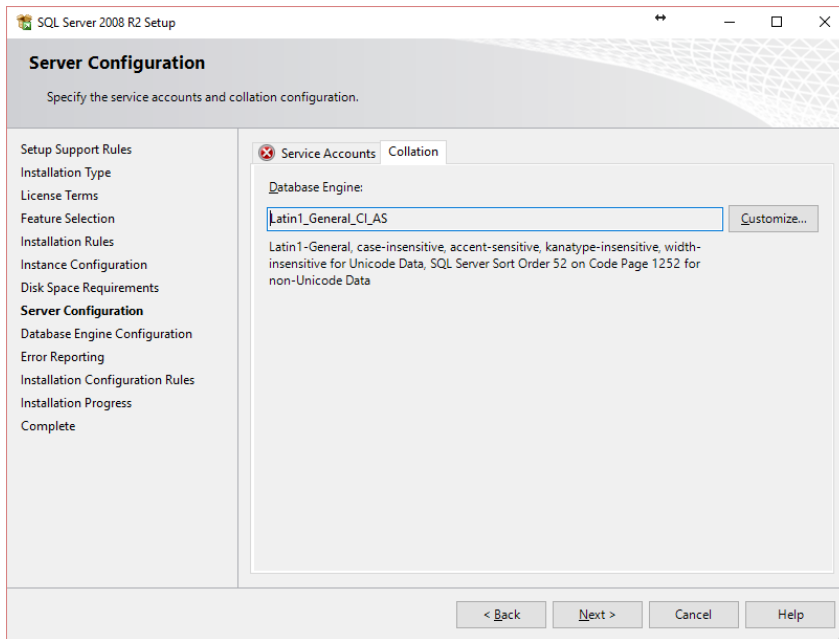 SQL Server 2008 R2 Setup
Server Configuration
Specify the service accounts and collation configuration.
Setup Support Rules
Installation Type
License Terms
Feature Selection
Installation Rules
Instance Configuration
Disk Space Requirements
Server Configuration
Database Engine Configuration
Error Reporting
Installation Configuration Rules
Installation Progress
Complete
Service Accounts Collation
Database Engine:
Latin1_General_CI_AS
Customize...
Latin1-General, case-insensitive, accent-sensitive, kanatype-insensitive, width-
insensitive for Unicode Data, SQL Server Sort Order 52 on Code Page 1252 for
non-Unicode Data
< Back Next > Cancel Help